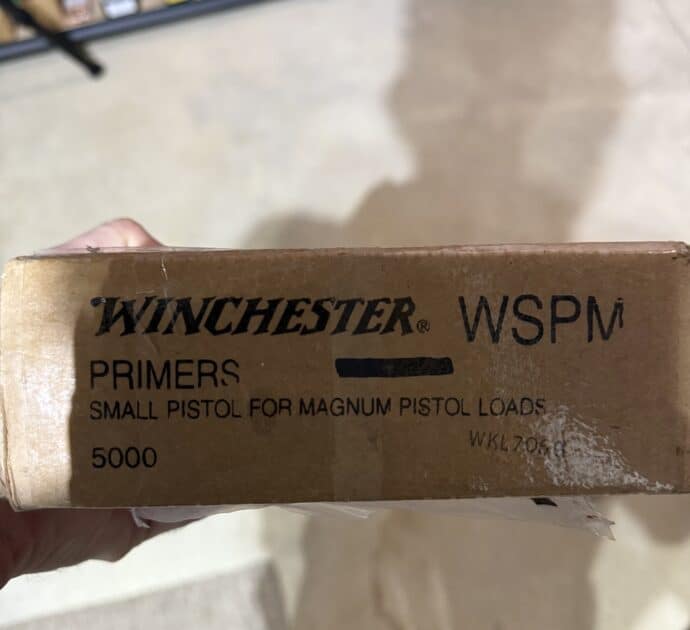 WINCHESTER® WSPM
PRIMERS
SMALL PISTOL FOR MAGNUM PISTOL LOADS
5000